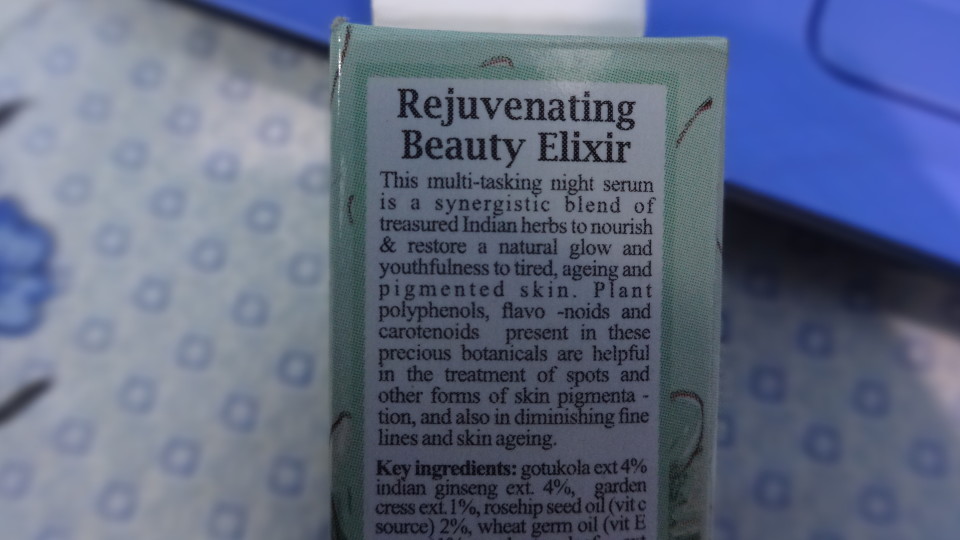 Rejuvenating
Beauty Elixir
This multi-tasking night serum
is a synergistic blend of
treasured Indian herbs to nourish
& restore a natural glow and
youthfulness to tired, ageing and
pigmented skin. Plant
polyphenols, flavo -noids and
carotenoids present in these
precious botanicals are helpful
in the treatment of spots and
other forms of skin pigmenta -
tion, and also in diminishing fine
lines and skin ageing.
Key ingredients: gotukola ext 4%
indian ginseng ext. 4%, garden
cress ext.1%, rosehip seed oil (vit c
source) 2%, wheat germ oil (vit E